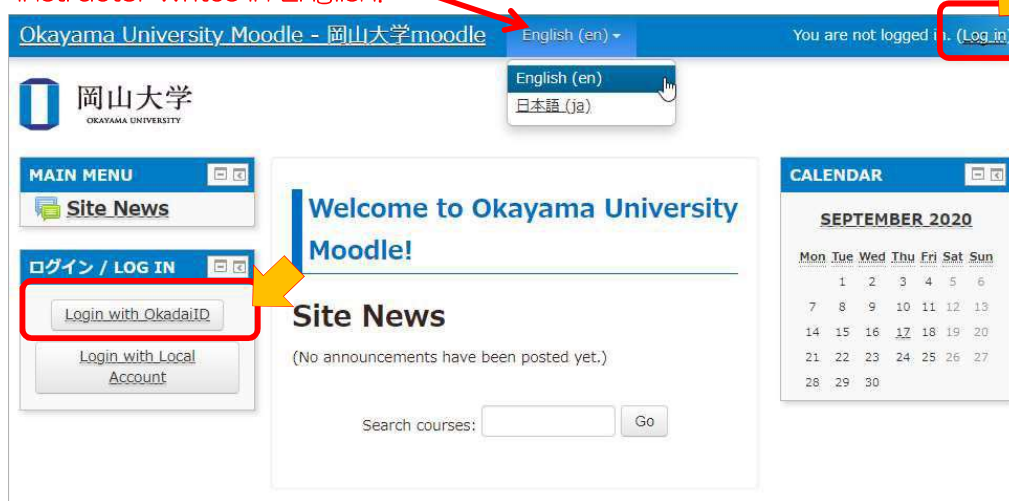 Okayama University Moodle - 岡山大学moodle
English (en)
You are not logged in. (Log in)
English (en)
日本語 (ja)
岡山大学
OKAYAMA UNIVERSITY
MAIN MENU
Site News
ログイン / LOG IN
Login with OkadaiID
Login with Local
Account
Welcome to Okayama University
Moodle!
Site News
(No announcements have been posted yet.)
Search courses:
Go
CALENDAR
SEPTEMBER 2020
Mon Tue Wed Thu Fri Sat Sun
1 2 3 4 5 6
7 8 9 10 11 12 13
14 15 16 17 18 19 20
21 22 23 24 25 26 27
28 29 30